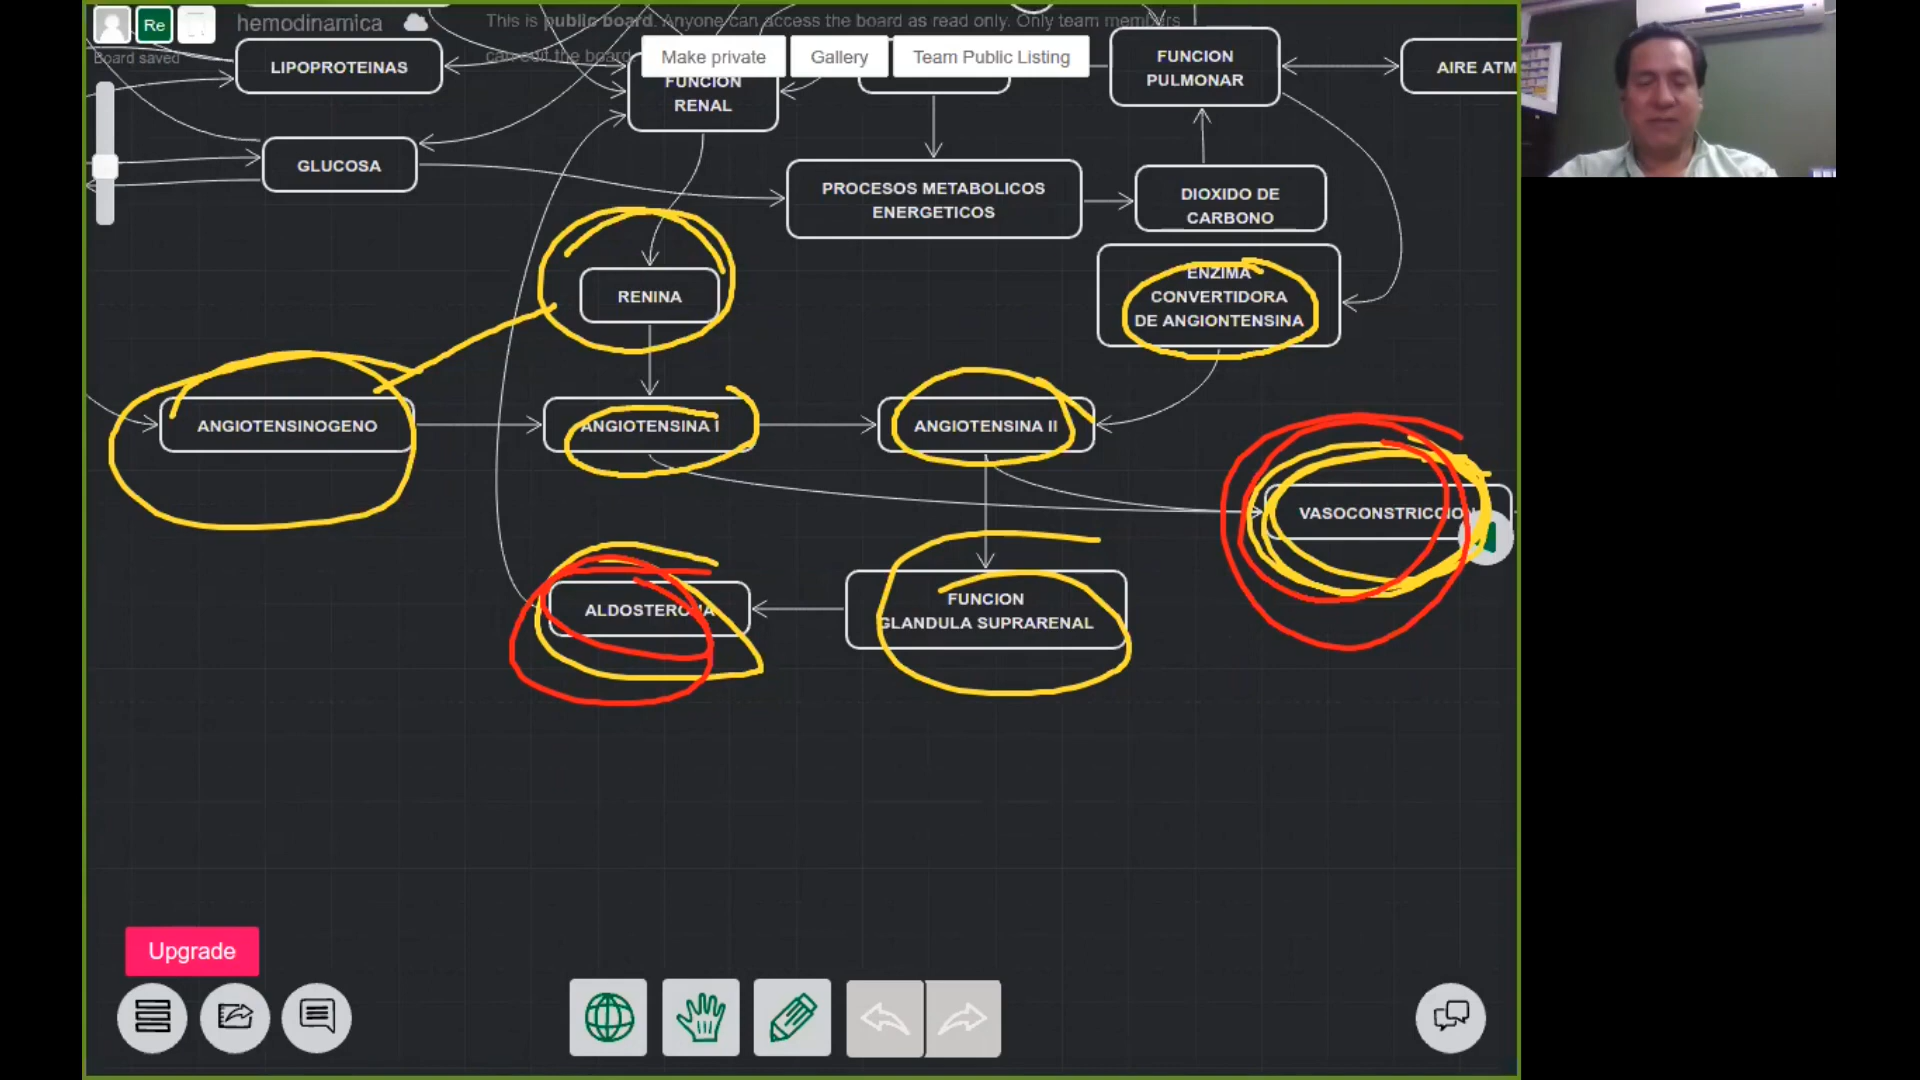 Re
hemodinamica
This is public board. Anyone can access the board as read only. Only team members
can edit the board
Board saved
Make private
Gallery
Team Public Listing
LIPOPROTEINAS
FUNCION
RENAL
FUNCION
PULMONAR
AIRE ATM
GLUCOSA
PROCESOS METABOLICOS
ENERGETICOS
DIOXIDO DE
CARBONO
RENINA
ENZIMA
CONVERTIDORA
DE ANGIONTENSINA
ANGIOTENSINOGENO
ANGIOTENSINA I
ANGIOTENSINA II
VASOCONSTRICCION
ALDOSTERONA
FUNCION
GLANDULA SUPRARENAL
Upgrade